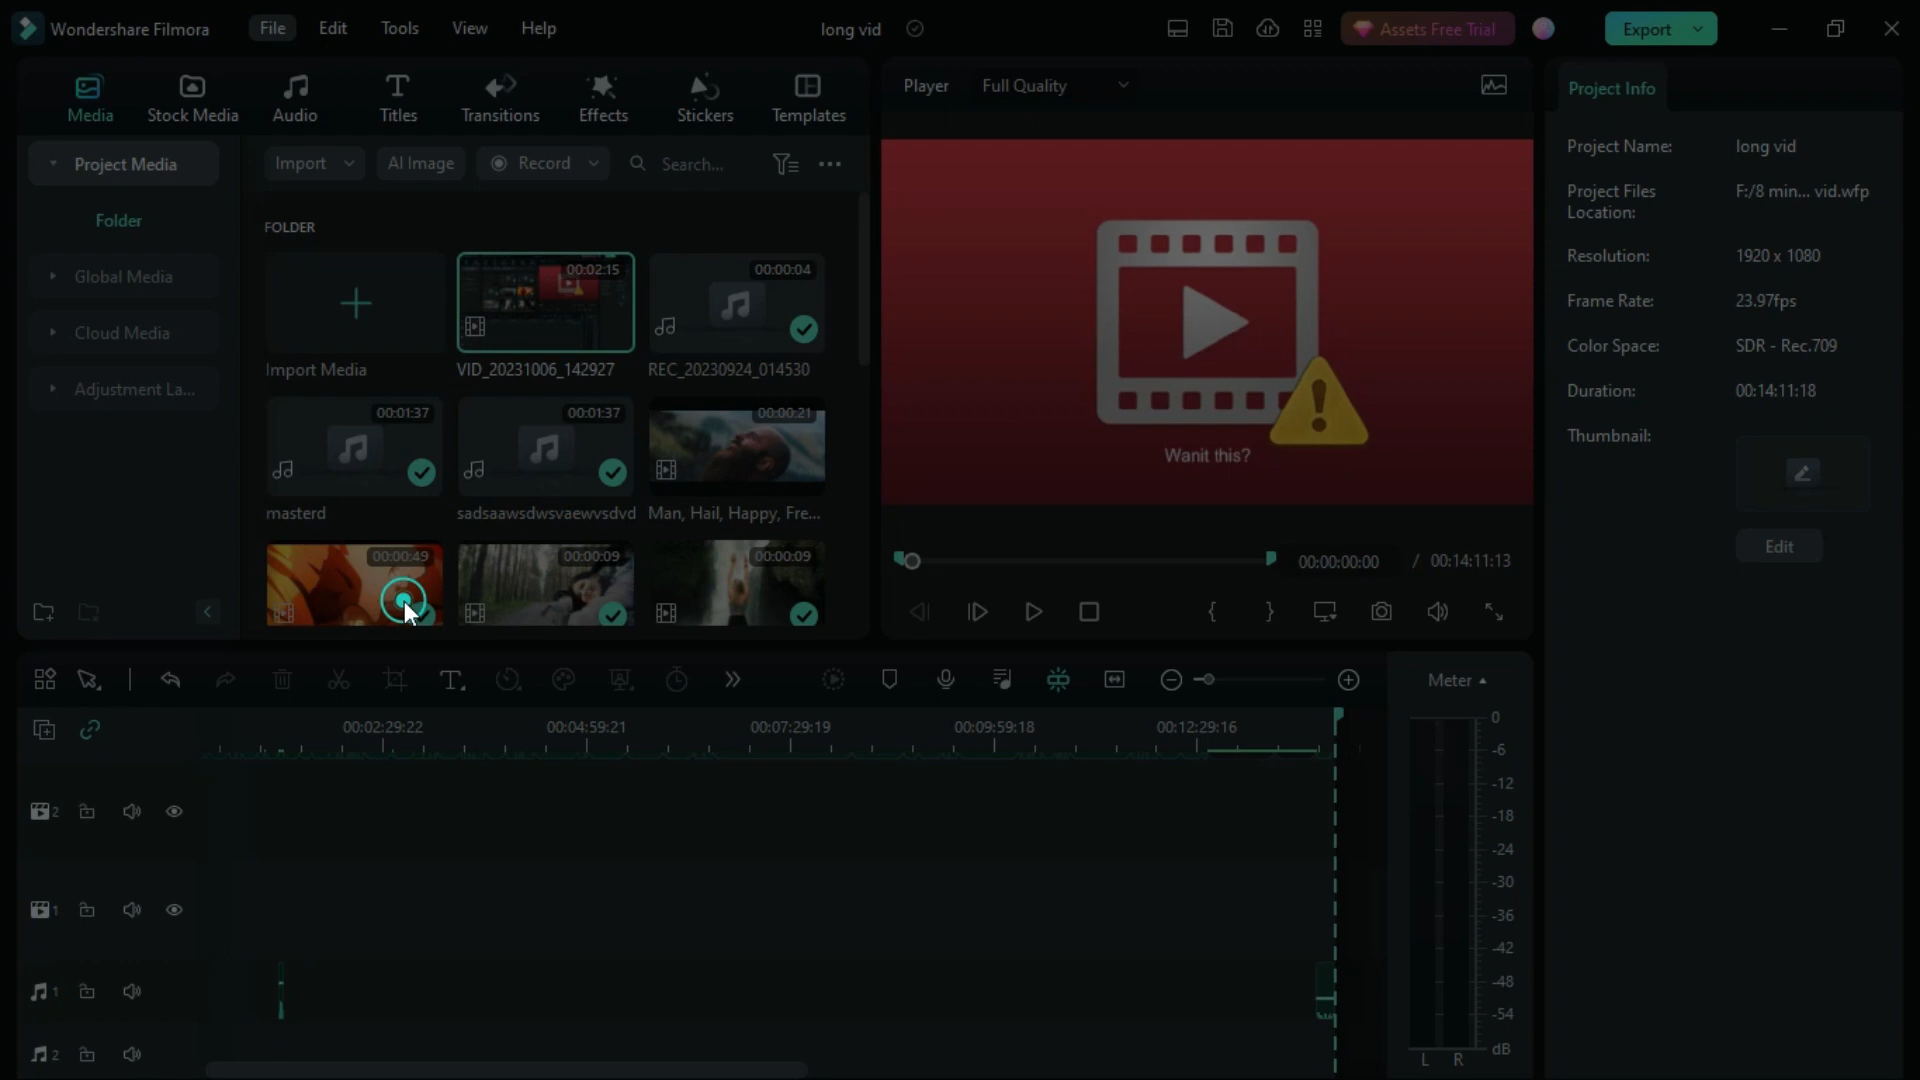 Wondershare Filmora
File
Edit
Tools
View
Help
long vid
Assets Free Trial
Export
Media
Stock Media
Audio
Titles
Transitions
Effects
Stickers
Templates
Player
Full Quality
Project Info
Project Media
Folder
Global Media
Cloud Media
Adjustment La...
Import
AI Image
Record
Search...
FOLDER
00:02:15
00:00:04
Import Media
VID_20231006_142927
REC_20230924_014530
00:01:37
00:01:37
00:00:21
masterd
sadsaawsdwsvaewvsdvd
Man, Hail, Happy, Fre...
00:00:49
00:00:09
00:00:09
Wanit this?
00:00:00:00
/ 00:14:11:13
Project Name: long vid
Project Files Location: F:/8 min... vid.wfp
Resolution: 1920 x 1080
Frame Rate: 23.97fps
Color Space: SDR - Rec.709
Duration: 00:14:11:18
Thumbnail:
Edit
Meter
00:02:29:22
00:04:59:21
00:07:29:19
00:09:59:18
00:12:29:16
2
1
1
2
0
-6
-12
-18
-24
-30
-36
-42
-48
-54
dB
L R